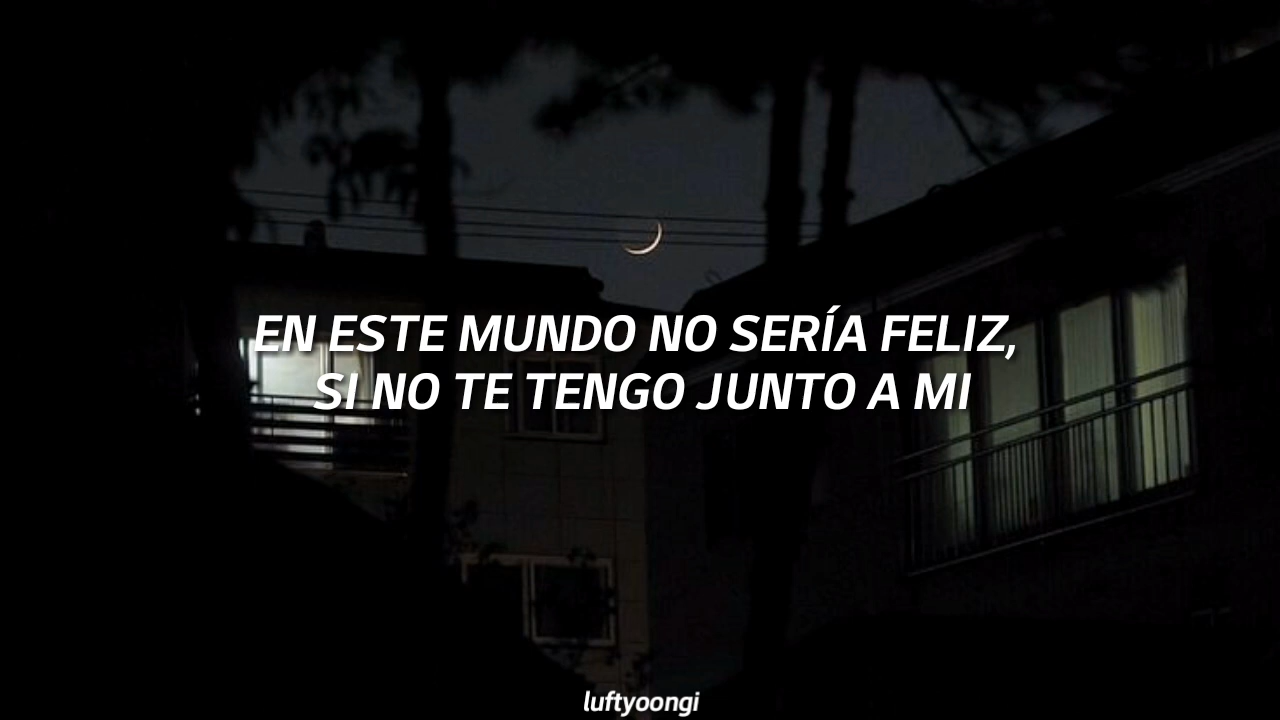 EN ESTE MUNDO NO SERÍA FELIZ,
SI NO TE TENGO JUNTO A MI
luftyoongi